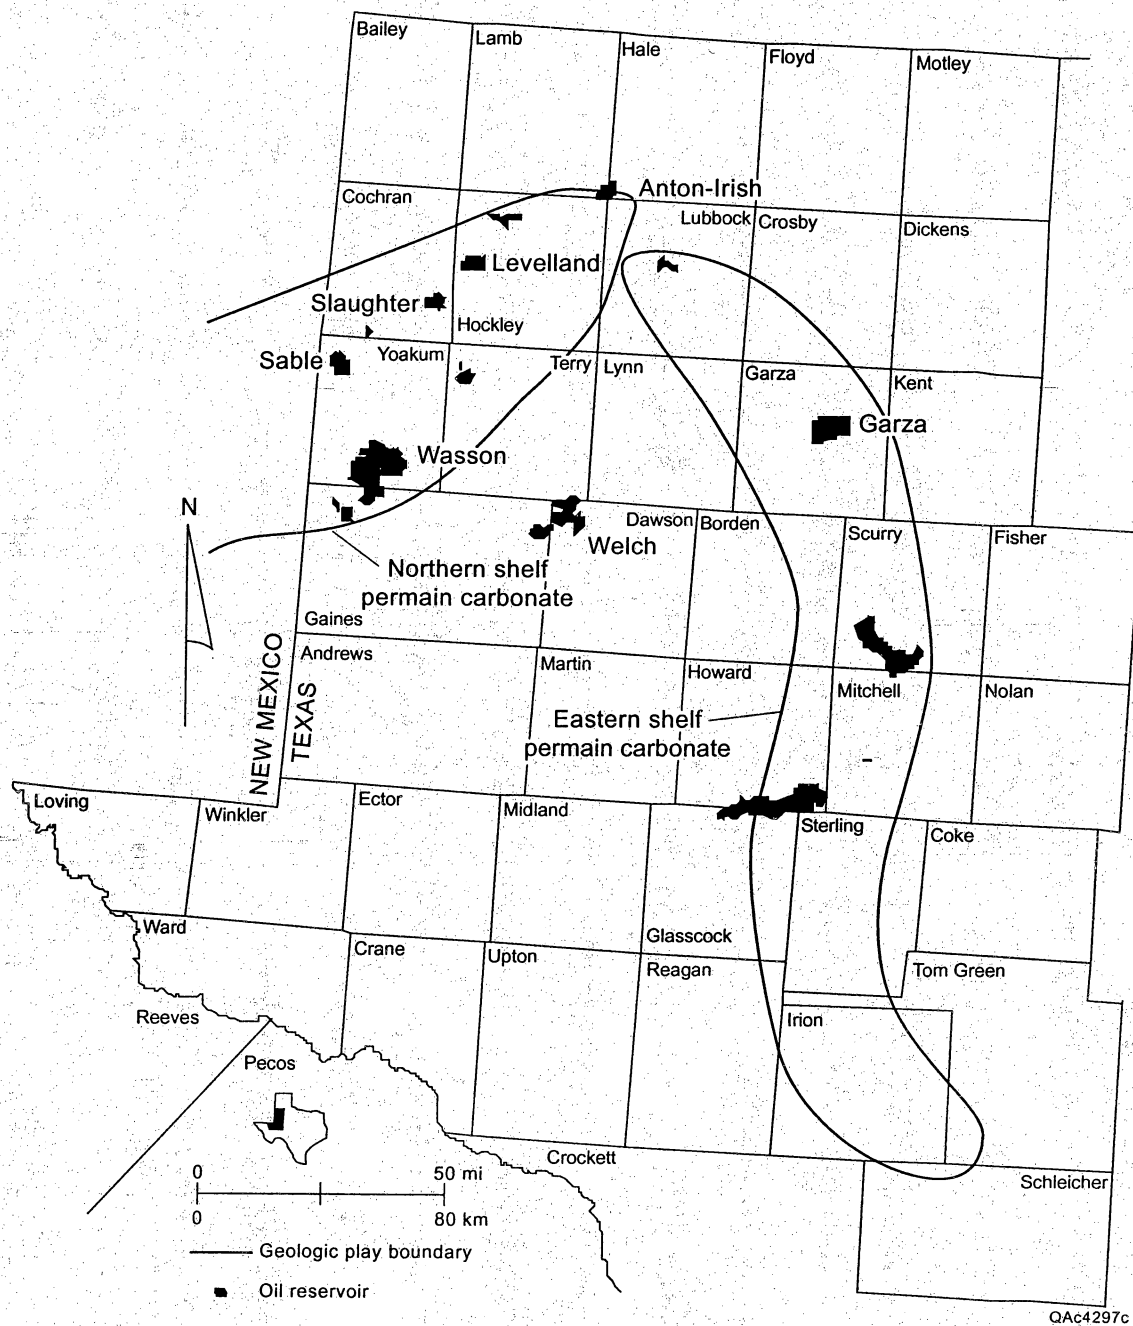 Bailey
Lamb
Hale
Floyd
Motley
Cochran
Anton-Irish
Lubbock
Crosby
Dickens
Levelland
Slaughter
Hockley
Sable
Yoakum
Terry
Lynn
Garza
Kent
Garza
Wasson
N
Dawson
Borden
Scurry
Fisher
Welch
Northern shelf
permain carbonate
Gaines
Andrews
Martin
Howard
Mitchell
Nolan
NEW MEXICO
TEXAS
Eastern shelf
permain carbonate
Loving
Winkler
Ector
Midland
Sterling
Coke
Ward
Crane
Upton
Glasscock
Reagan
Tom Green
Reeves
Irion
Pecos
Crockett
Schleicher
0 50 mi
0 80 km
Geologic play boundary
Oil reservoir
QAc4297c